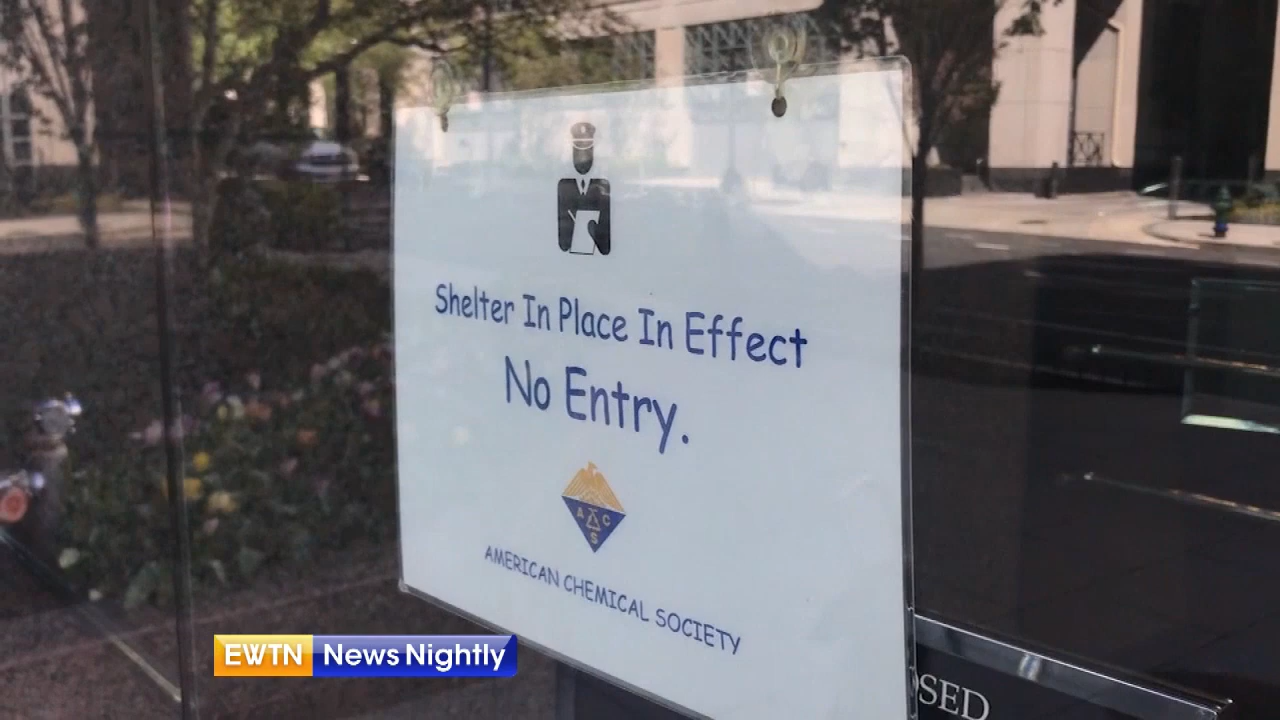 Shelter In Place In Effect
No Entry.
A C
S
AMERICAN CHEMICAL SOCIETY
EWTN News Nightly